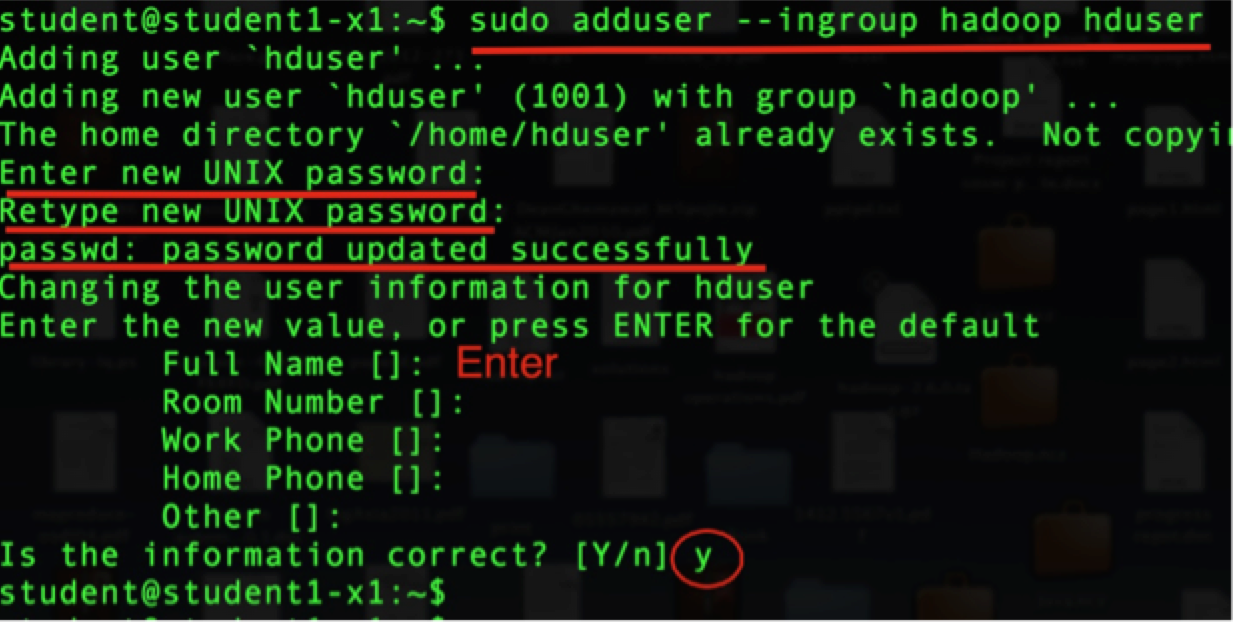 student@student1-x1:~$ sudo adduser --ingroup hadoop hduser
Adding user `hduser' ...
Adding new user `hduser' (1001) with group `hadoop' ...
The home directory `/home/hduser' already exists.  Not copyi
Enter new UNIX password:
Retype new UNIX password:
passwd: password updated successfully
Changing the user information for hduser
Enter the new value, or press ENTER for the default
Full Name []: Enter
Room Number []:
Work Phone []:
Home Phone []:
Other []:
Is the information correct? [Y/n] y
student@student1-x1:~$